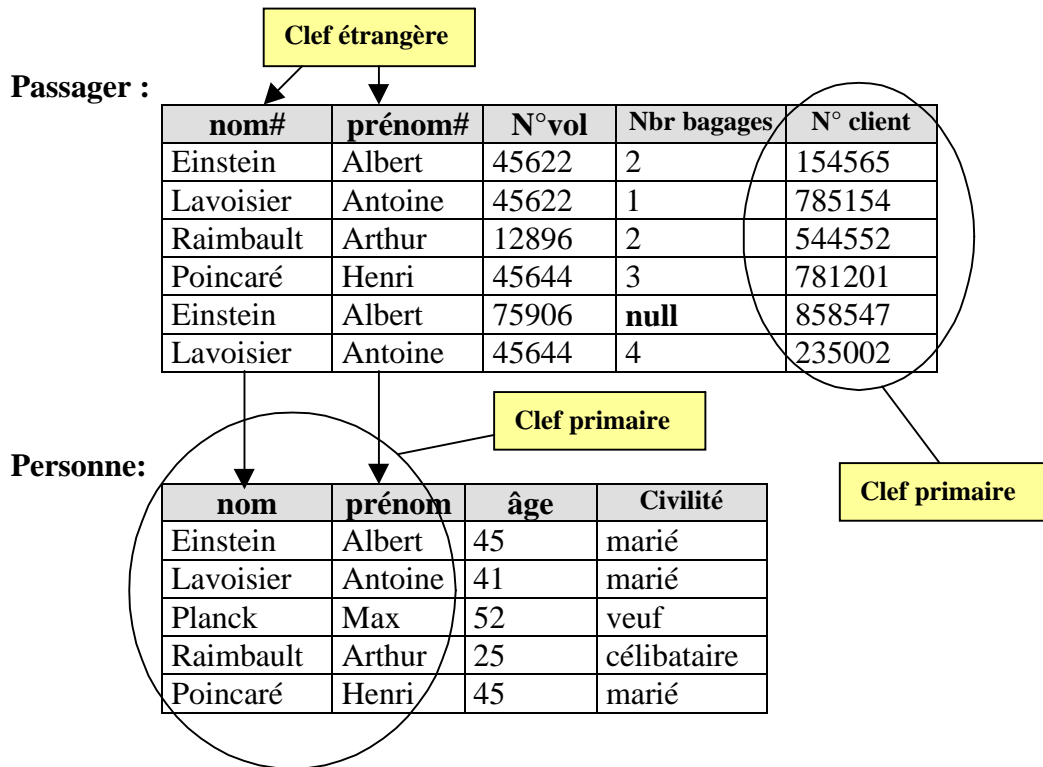 Clef étrangère
Passager :
nom# prénom# N°vol Nbr bagages N° client
Einstein Albert 45622 2 154565
Lavoisier Antoine 45622 1 785154
Raimbault Arthur 12896 2 544552
Poincaré Henri 45644 3 781201
Einstein Albert 75906 null 858547
Lavoisier Antoine 45644 4 235002
Clef primaire
Personne:
Clef primaire
nom prénom âge Civilité
Einstein Albert 45 marié
Lavoisier Antoine 41 marié
Planck Max 52 veuf
Raimbault Arthur 25 célibataire
Poincaré Henri 45 marié